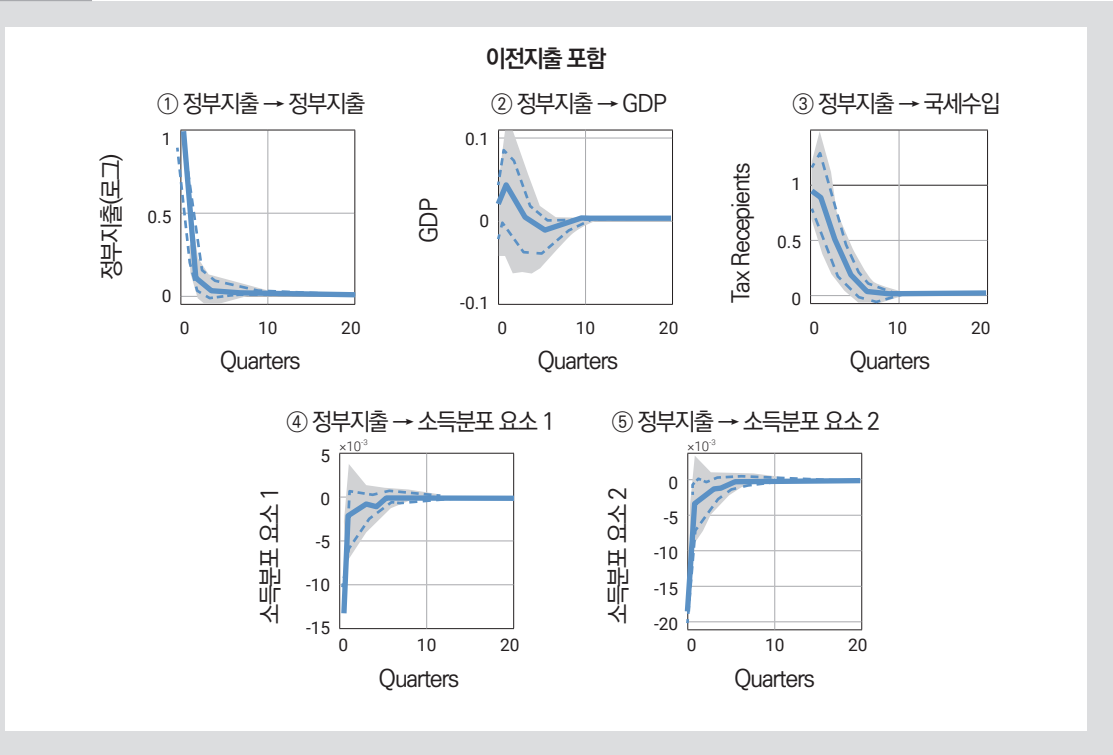 이전지출 포함
① 정부지출 → 정부지출
정부지출(로그)
1
0.5
0
0 10 20
Quarters
② 정부지출 → GDP
GDP
0.1
0
-0.1
0 10 20
Quarters
③ 정부지출 → 국세수입
Tax Recepients
1
0.5
0
0 10 20
Quarters
④ 정부지출 → 소득분포 요소 1
×10-3
소득분포 요소 1
5
0
-5
-10
-15
0 10 20
Quarters
⑤ 정부지출 → 소득분포 요소 2
×10-3
소득분포 요소 2
0
-5
-10
-15
-20
0 10 20
Quarters